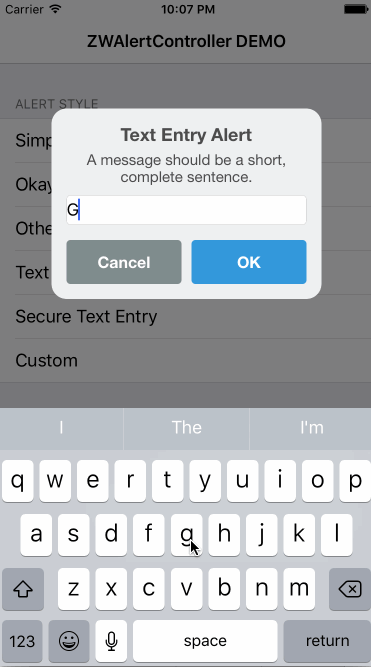 Carrier 10:07 PM
ZWAlertController DEMO
ALERT STYLE
Simp
Text Entry Alert
Okay
A message should be a short,
complete sentence.
Othe
G
Text
Cancel OK
Secure Text Entry
Custom
I The I'm
q w e r t y u i o p
a s d f g h j k l
z x c v b n m
123 space return